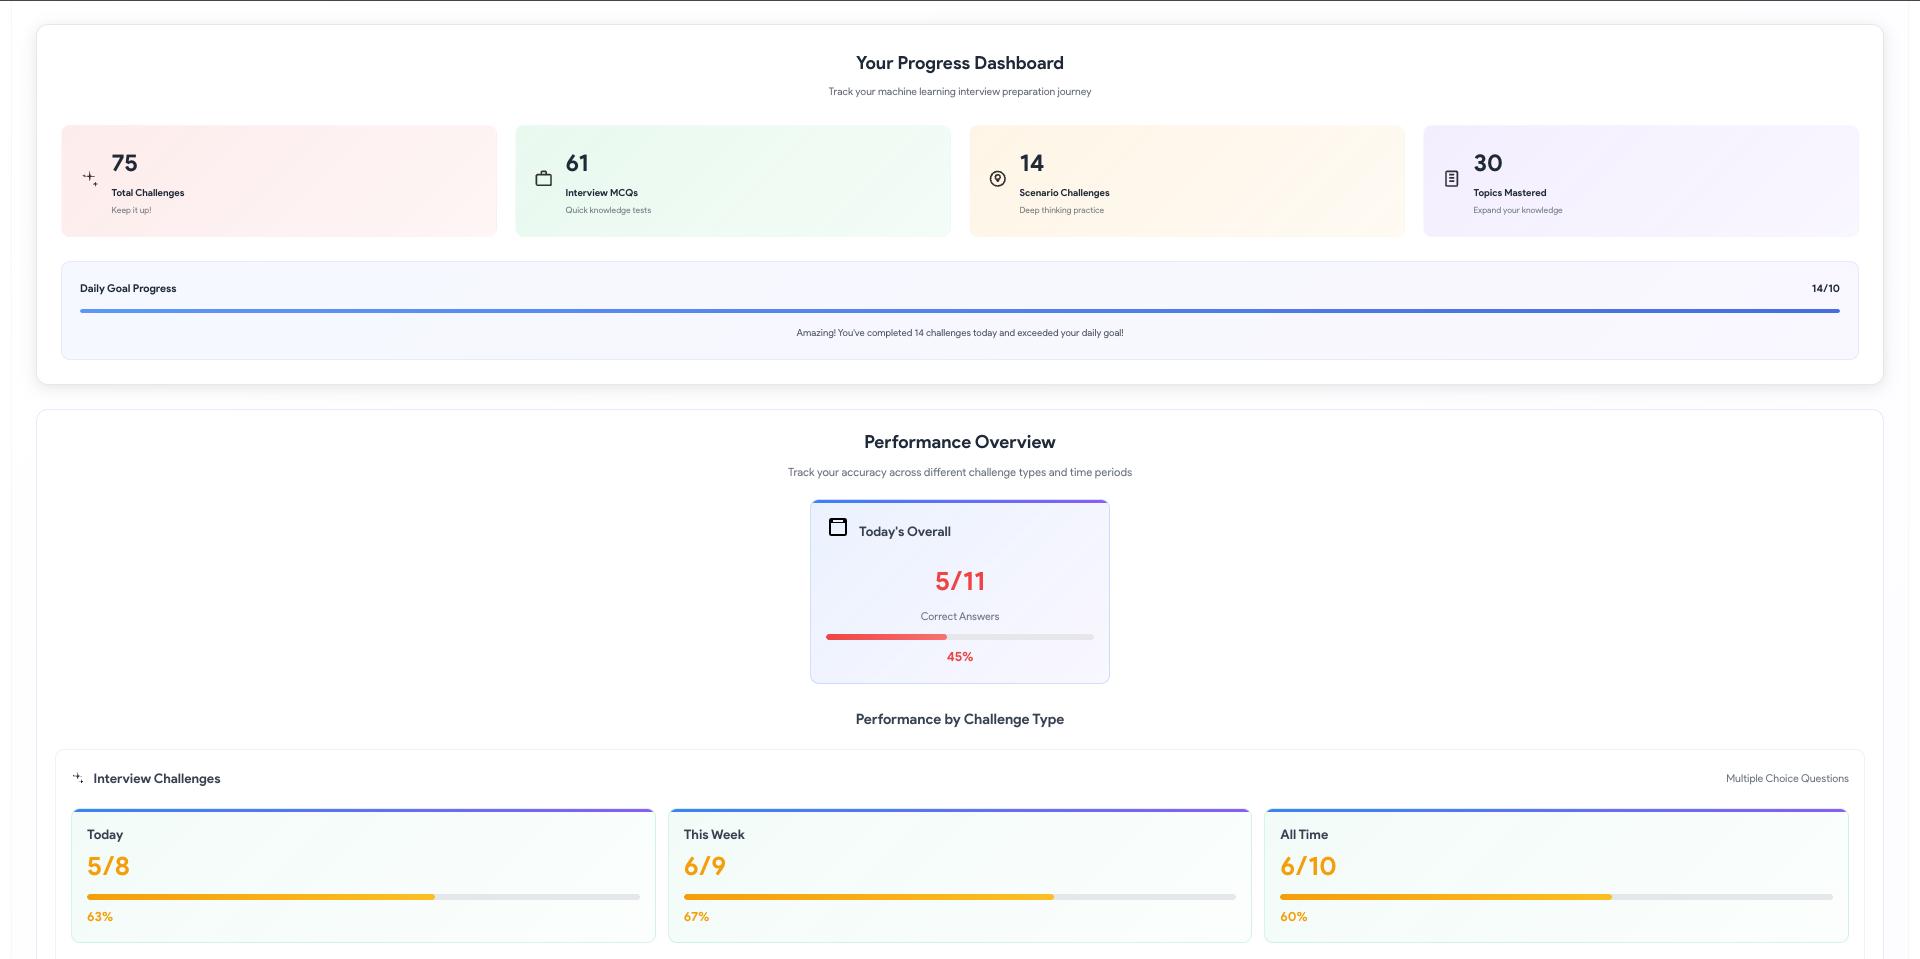 Your Progress Dashboard
Track your machine learning interview preparation journey
75
Total Challenges
Keep it up!
61
Interview MCQs
Quick knowledge tests
14
Scenario Challenges
Deep thinking practice
30
Topics Mastered
Expand your knowledge
Daily Goal Progress
14/10
Amazing! You've completed 14 challenges today and exceeded your daily goal!
Performance Overview
Track your accuracy across different challenge types and time periods
Today's Overall
5/11
Correct Answers
45%
Performance by Challenge Type
Interview Challenges
Multiple Choice Questions
Today
5/8
63%
This Week
6/9
67%
All Time
6/10
60%